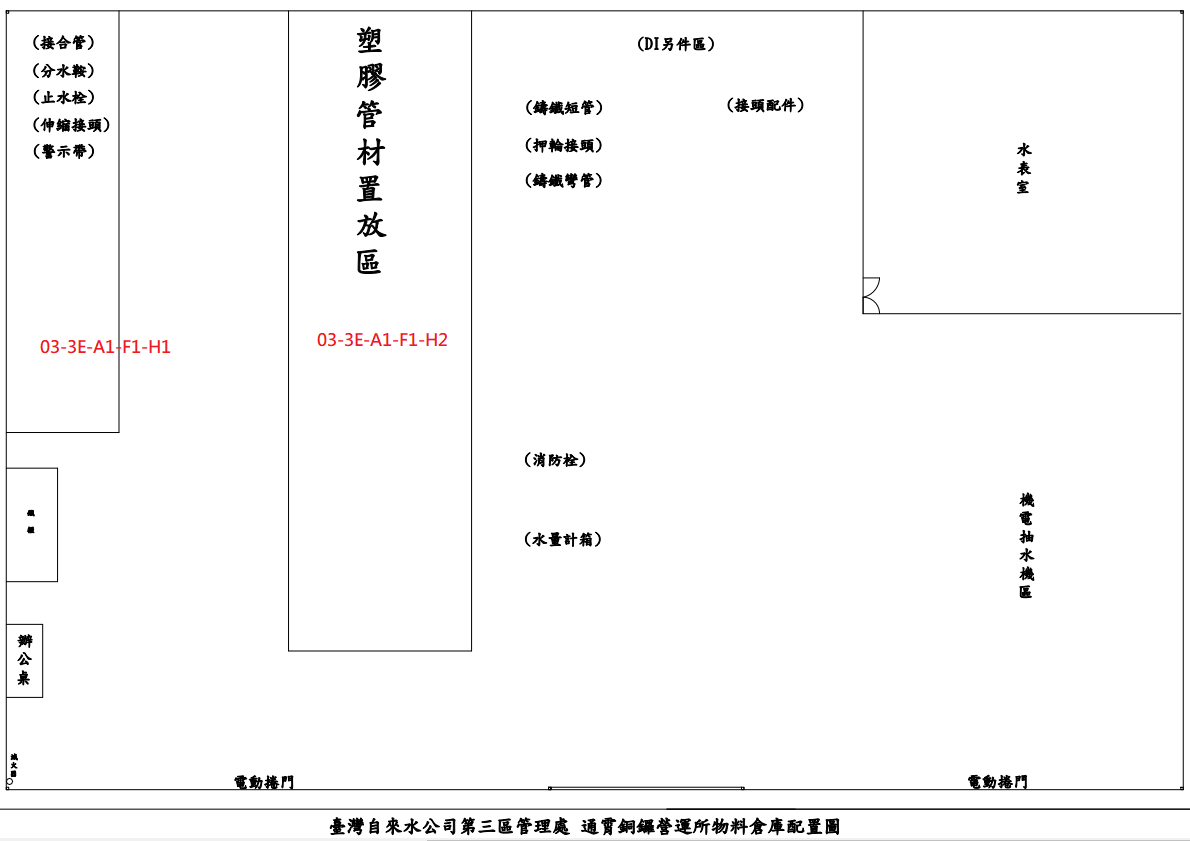 (接合管)
(分水鞍)
(止水栓)
(伸縮接頭)
(警示帶)
03-3E-A1-F1-H1
塑膠管材置放區
03-3E-A1-F1-H2
(DI另件區)
(鑄鐵短管)
(接頭配件)
(押輪接頭)
(鑄鐵彎管)
水表室
(消防栓)
(水量計箱)
機電抽水機區
辦公桌
電動捲門
電動捲門
臺灣自來水公司第三區管理處 通霄銅鑼營運所物料倉庫配置圖